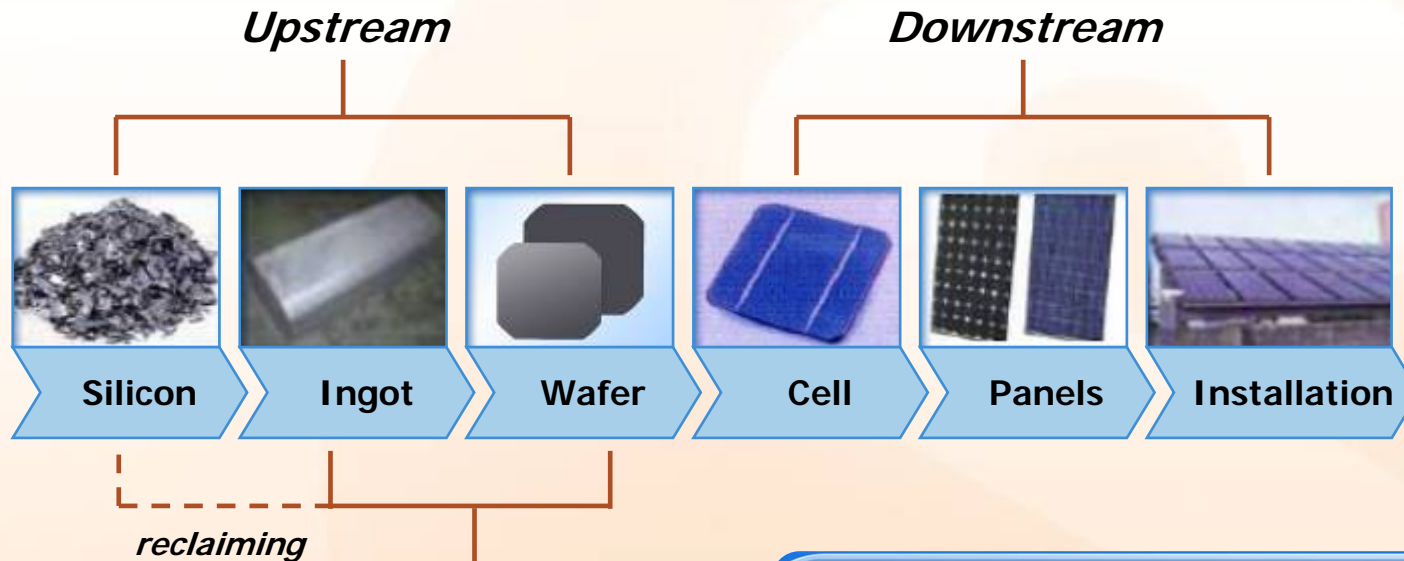 Upstream
Downstream
Silicon
Ingot
Wafer
Cell
Panels
Installation
reclaiming